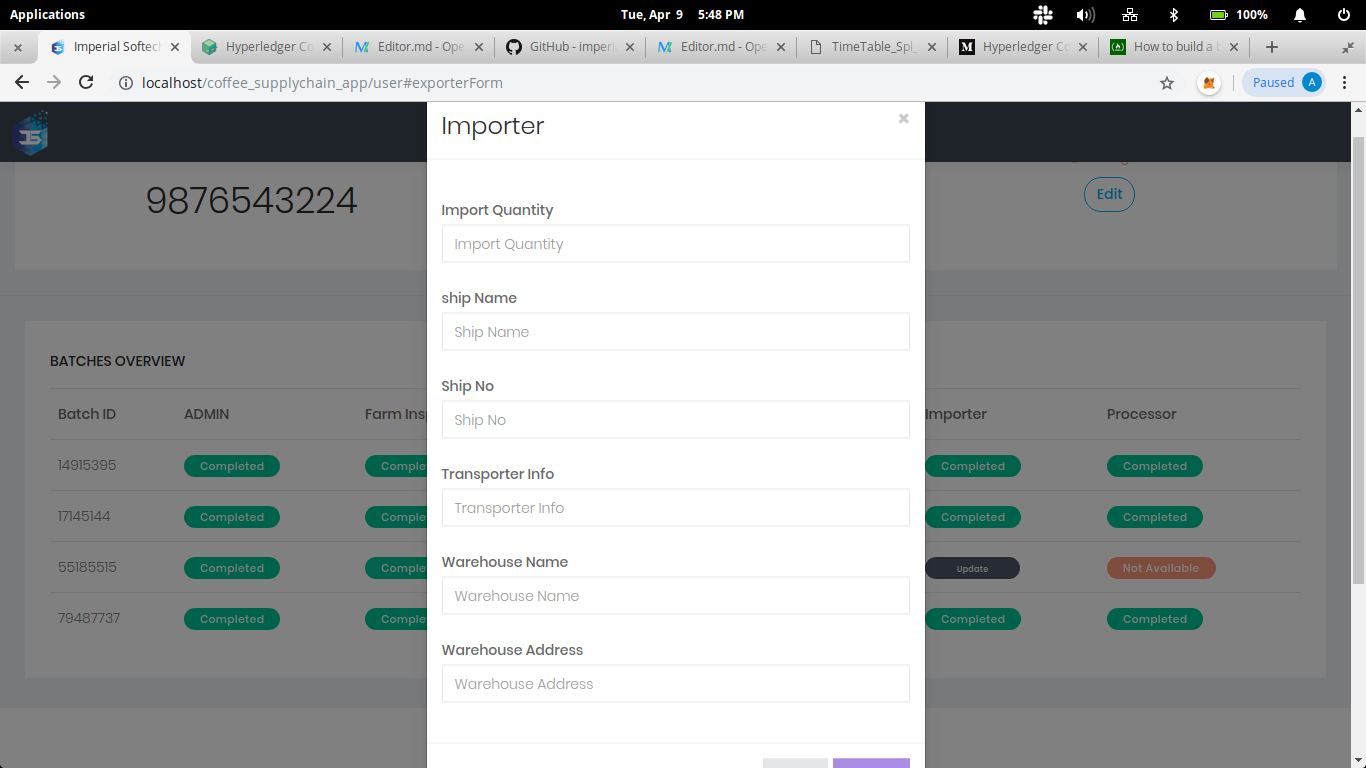 Applications
Tue, Apr 9 5:48 PM
100%
Imperial Softec
Hyperledger Co
Editor.md - Ope
GitHub - imperi
Editor.md - Ope
TimeTable_Spl_
Hyperledger Co
How to build a b
localhost/coffee_supplychain_app/user#exporterForm
Paused
A
JS
Importer
9876543224
Edit
Import Quantity
Import Quantity
ship Name
Ship Name
Ship No
Ship No
Transporter Info
Transporter Info
Warehouse Name
Warehouse Name
Warehouse Address
Warehouse Address
BATCHES OVERVIEW
Batch ID ADMIN Farm Insp Importer Processor
14915395 Completed Comple Completed Completed
17145144 Completed Comple Completed Completed
55185515 Completed Comple Update Not Available
79487737 Completed Comple Completed Completed